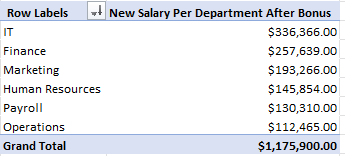 Row Labels New Salary Per Department After Bonus
IT $336,366.00
Finance $257,639.00
Marketing $193,266.00
Human Resources $145,854.00
Payroll $130,310.00
Operations $112,465.00
Grand Total $1,175,900.00